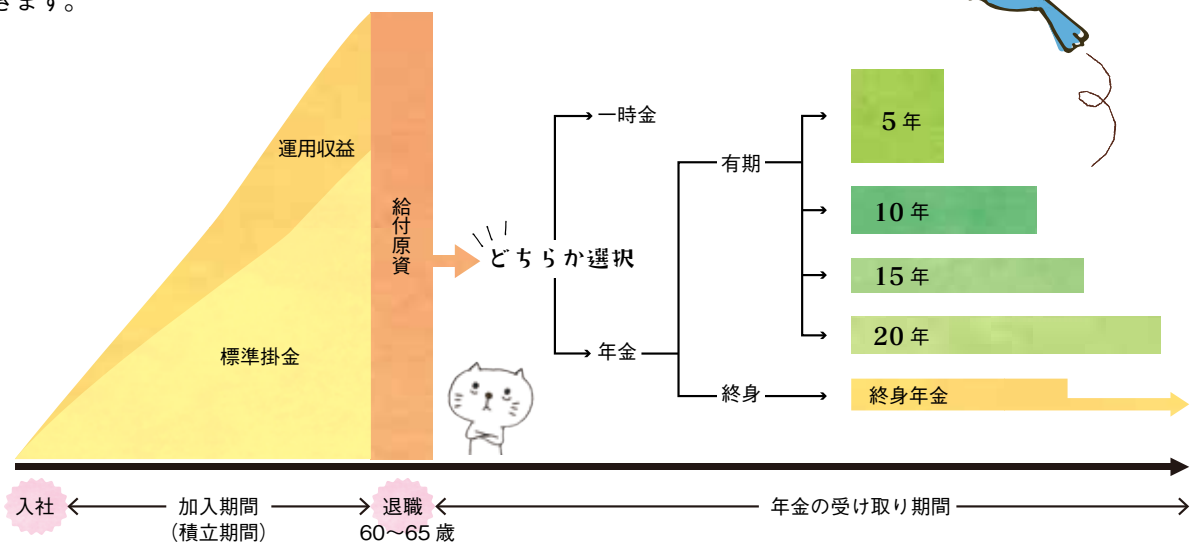 きます。
運用収益
標準掛金
給付原資
どちらか選択
一時金
年金
有期
終身
5年
10年
15年
20年
終身年金
入社
加入期間
(積立期間)
退職
60〜65歳
年金の受け取り期間